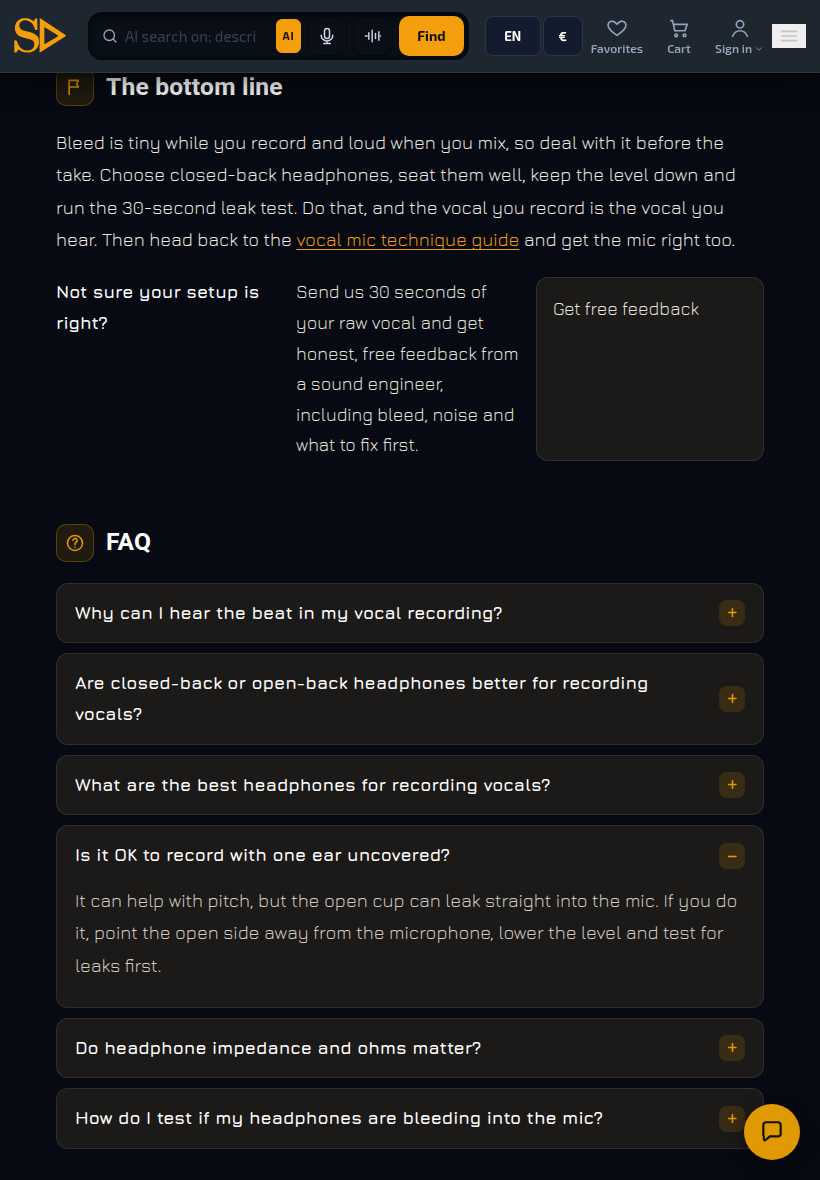 SD
AI search on: descri
AI
Find
EN
€
Favorites
Cart
Sign in
The bottom line
Bleed is tiny while you record and loud when you mix, so deal with it before the
take. Choose closed-back headphones, seat them well, keep the level down and
run the 30-second leak test. Do that, and the vocal you record is the vocal you
hear. Then head back to the vocal mic technique guide and get the mic right too.
Not sure your setup is
right?
Send us 30 seconds of
your raw vocal and get
honest, free feedback from
a sound engineer,
including bleed, noise and
what to fix first.
Get free feedback
FAQ
Why can I hear the beat in my vocal recording?
+
Are closed-back or open-back headphones better for recording
vocals?
+
What are the best headphones for recording vocals?
+
Is it OK to record with one ear uncovered?
−
It can help with pitch, but the open cup can leak straight into the mic. If you do
it, point the open side away from the microphone, lower the level and test for
leaks first.
Do headphone impedance and ohms matter?
+
How do I test if my headphones are bleeding into the mic?
+